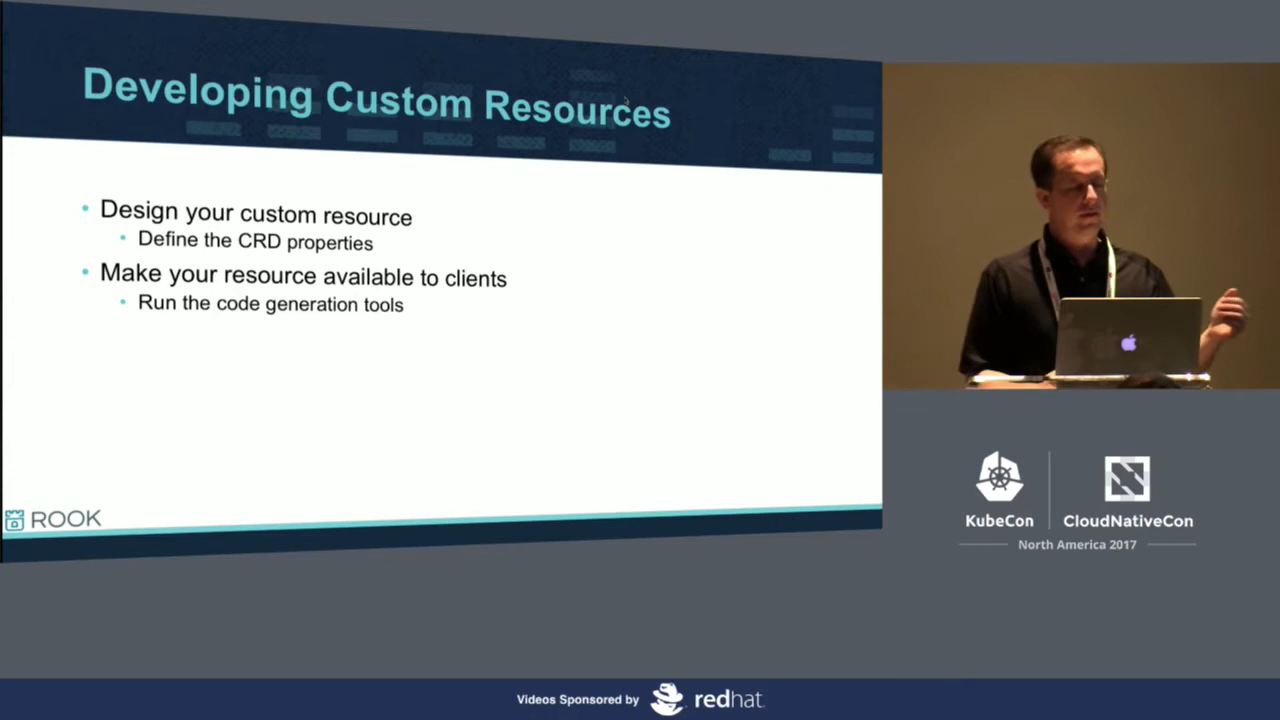 Developing Custom Resources
• Design your custom resource
• Define the CRD properties
• Make your resource available to clients
• Run the code generation tools
ROOK
KubeCon
CloudNativeCon
North America 2017
Videos Sponsored by
redhat.